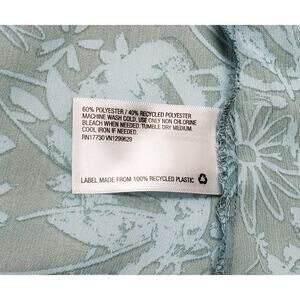 60% POLYESTER / 40% RECYCLED POLYESTER
MACHINE WASH COLD. USE ONLY NON CHLORINE
BLEACH WHEN NEEDED. TUMBLE DRY MEDIUM.
COOL IRON IF NEEDED.
RN17730 VN1299629
LABEL MADE FROM 100% RECYCLED PLASTIC